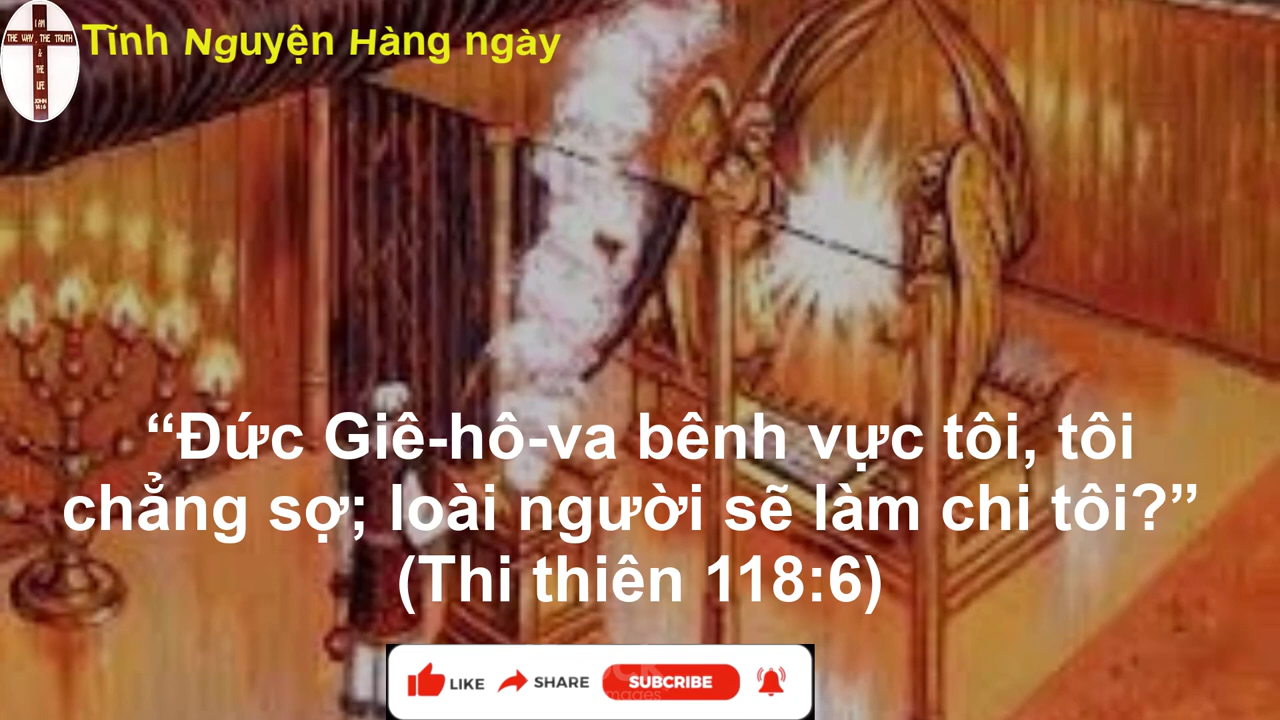 I AM
THE WAY, THE TRUTH
&
THE
LIFE
JOHN
14:6
Tĩnh Nguyện Hàng ngày
“Đức Giê-hô-va bênh vực tôi, tôi
chẳng sợ; loài người sẽ làm chi tôi?”
(Thi thiên 118:6)
LIKE SHARE SUBCRIBE
images